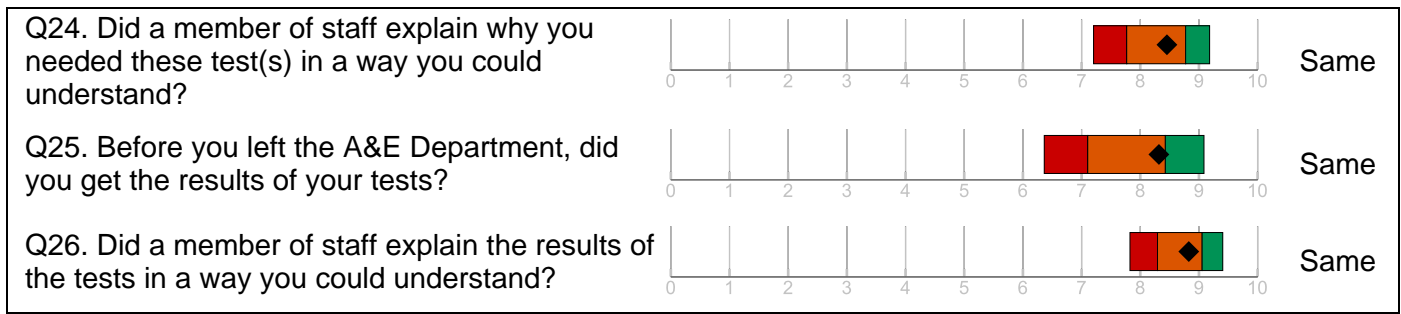 Q24. Did a member of staff explain why you
needed these test(s) in a way you could
understand?
0 1 2 3 4 5 6 7 8 9 10
Same
Q25. Before you left the A&E Department, did
you get the results of your tests?
0 1 2 3 4 5 6 7 8 9 10
Same
Q26. Did a member of staff explain the results of
the tests in a way you could understand?
0 1 2 3 4 5 6 7 8 9 10
Same